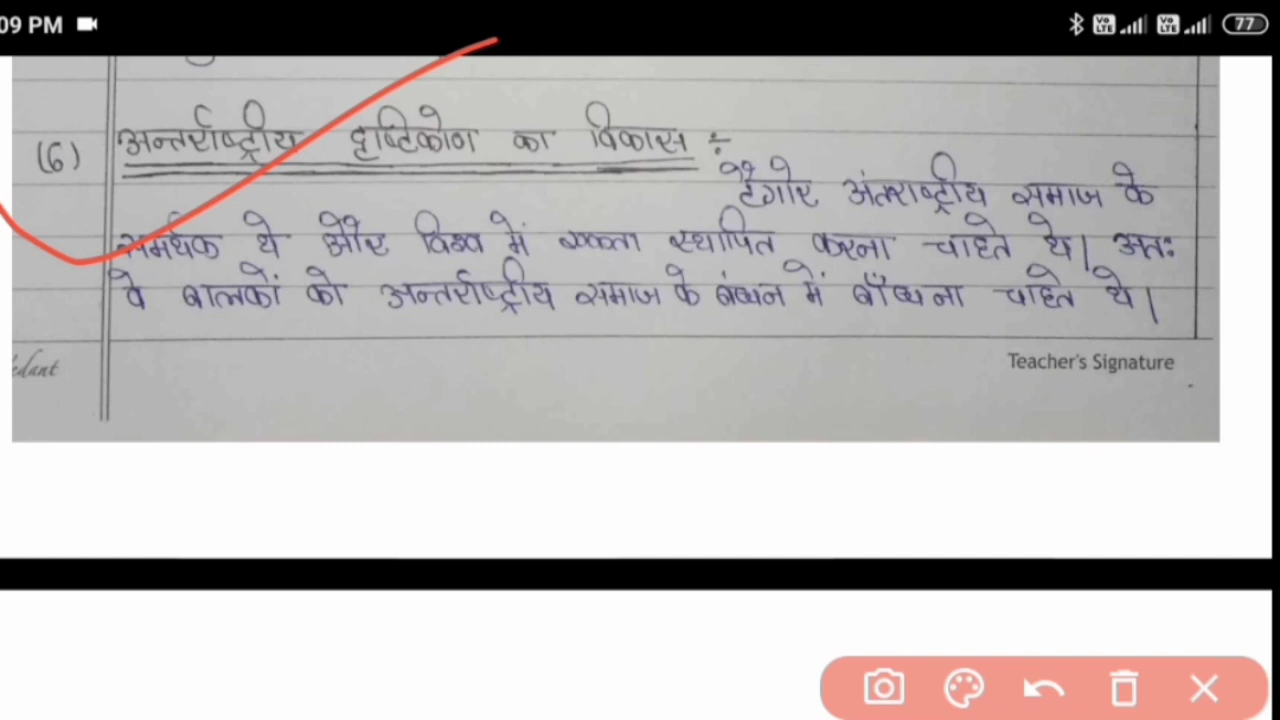 09 PM
77
(6) अन्तर्राष्ट्रीय दृष्टिकोण का विकास ÷
टैगोर अंतराष्ट्रीय समाज के
समर्थक थे और विश्व में एकता स्थापित करना चाहते थे। अतः
वे बालकों को अन्तर्राष्ट्रीय समाज के बंधन में बाँधना चाहते थे।
edant
Teacher's Signature